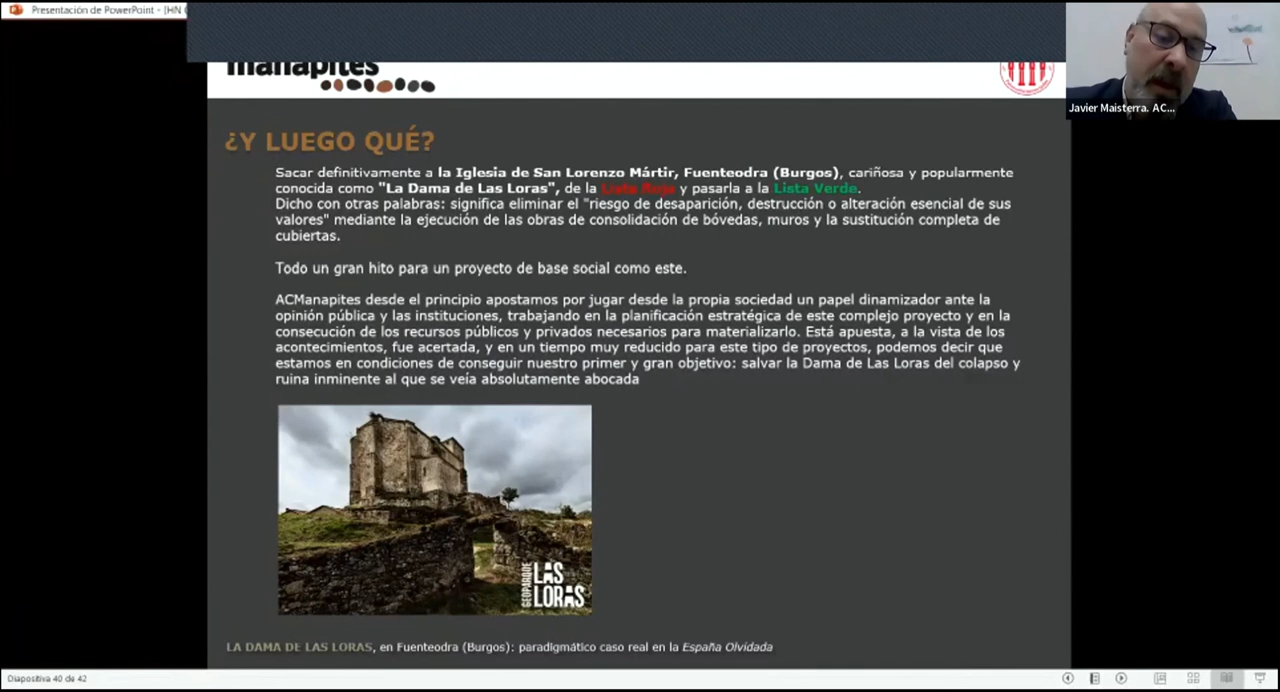 Presentación de PowerPoint - [HN
manapites
Javier Maisterra. AC...
¿Y LUEGO QUÉ?
Sacar definitivamente a la Iglesia de San Lorenzo Mártir, Fuenteodra (Burgos), cariñosa y popularmente
conocida como "La Dama de Las Loras", de la Lista Roja y pasarla a la Lista Verde.
Dicho con otras palabras: significa eliminar el "riesgo de desaparición, destrucción o alteración esencial de sus
valores" mediante la ejecución de las obras de consolidación de bóvedas, muros y la sustitución completa de
cubiertas.
Todo un gran hito para un proyecto de base social como este.
ACManapites desde el principio apostamos por jugar desde la propia sociedad un papel dinamizador ante la
opinión pública y las instituciones, trabajando en la planificación estratégica de este complejo proyecto y en la
consecución de los recursos públicos y privados necesarios para materializarlo. Está apuesta, a la vista de los
acontecimientos, fue acertada, y en un tiempo muy reducido para este tipo de proyectos, podemos decir que
estamos en condiciones de conseguir nuestro primer y gran objetivo: salvar la Dama de Las Loras del colapso y
ruina inminente al que se veía absolutamente abocada
GEOPARQUE
LAS
LORAS
LA DAMA DE LAS LORAS, en Fuenteodra (Burgos): paradigmático caso real en la España Olvidada
Diapositiva 40 de 42